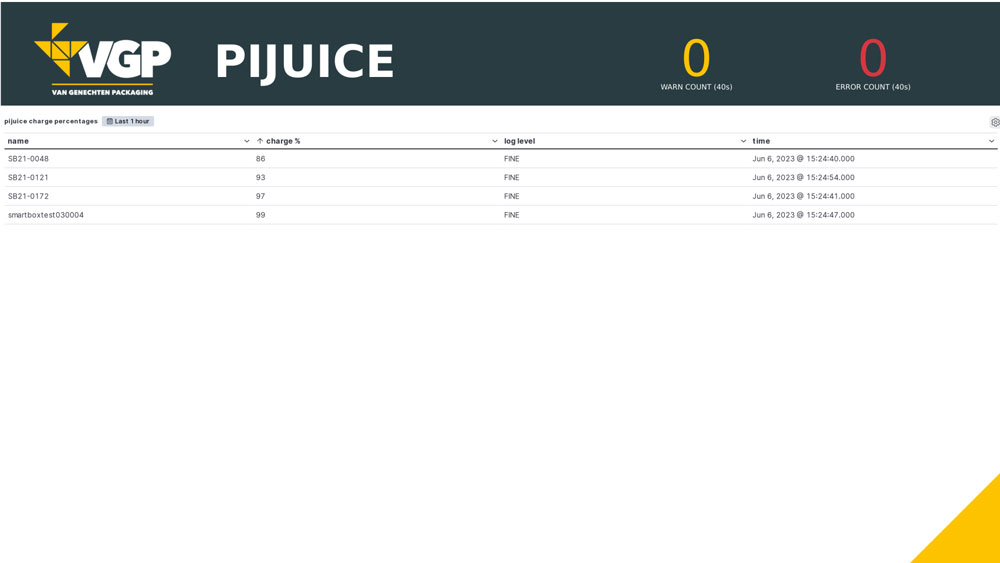 VGP
VAN GENECHTEN PACKAGING
PIJUICE
0
WARN COUNT (40s)
0
ERROR COUNT (40s)
pijuice charge percentages Last 1 hour
name charge % log level time
SB21-0048 86 FINE Jun 6, 2023 @ 15:24:40.000
SB21-0121 93 FINE Jun 6, 2023 @ 15:24:54.000
SB21-0172 97 FINE Jun 6, 2023 @ 15:24:41.000
smartboxtest030004 99 FINE Jun 6, 2023 @ 15:24:47.000